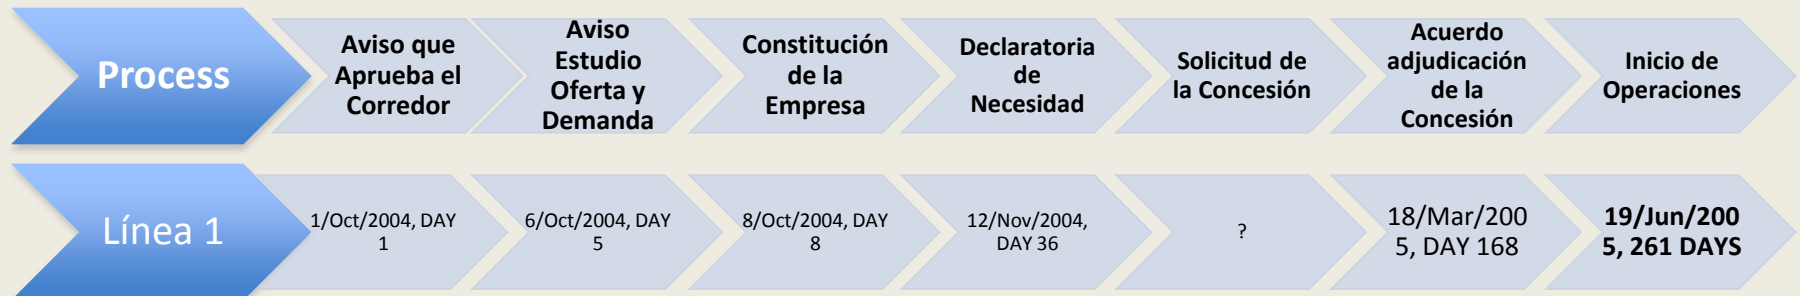 Process
Aviso que
Aprueba el
Corredor
Aviso
Estudio
Oferta y
Demanda
Constitución
de la
Empresa
Declaratoria
de
Necesidad
Solicitud de
la Concesión
Acuerdo
adjudicación
de la
Concesión
Inicio de
Operaciones
Línea 1
1/Oct/2004, DAY
1
6/Oct/2004, DAY
5
8/Oct/2004, DAY
8
12/Nov/2004,
DAY 36
?
18/Mar/200
5, DAY 168
19/Jun/200
5, 261 DAYS